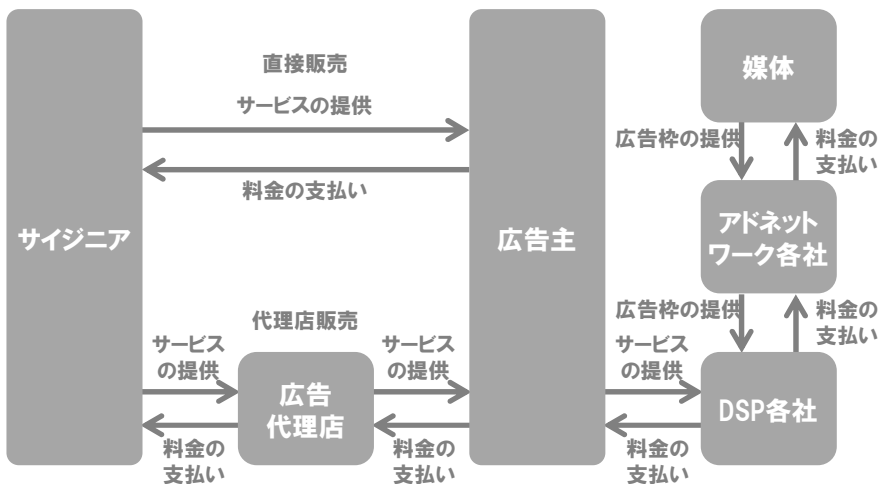 直接販売
サービスの提供
料金の支払い
サイジニア
広告主
媒体
広告枠の提供
料金の
支払い
アドネット
ワーク各社
広告枠の提供
料金の
支払い
代理店販売
サービス
の提供
広告
代理店
サービス
の提供
サービス
の提供
DSP各社
料金の
支払い
料金の
支払い
料金の
支払い